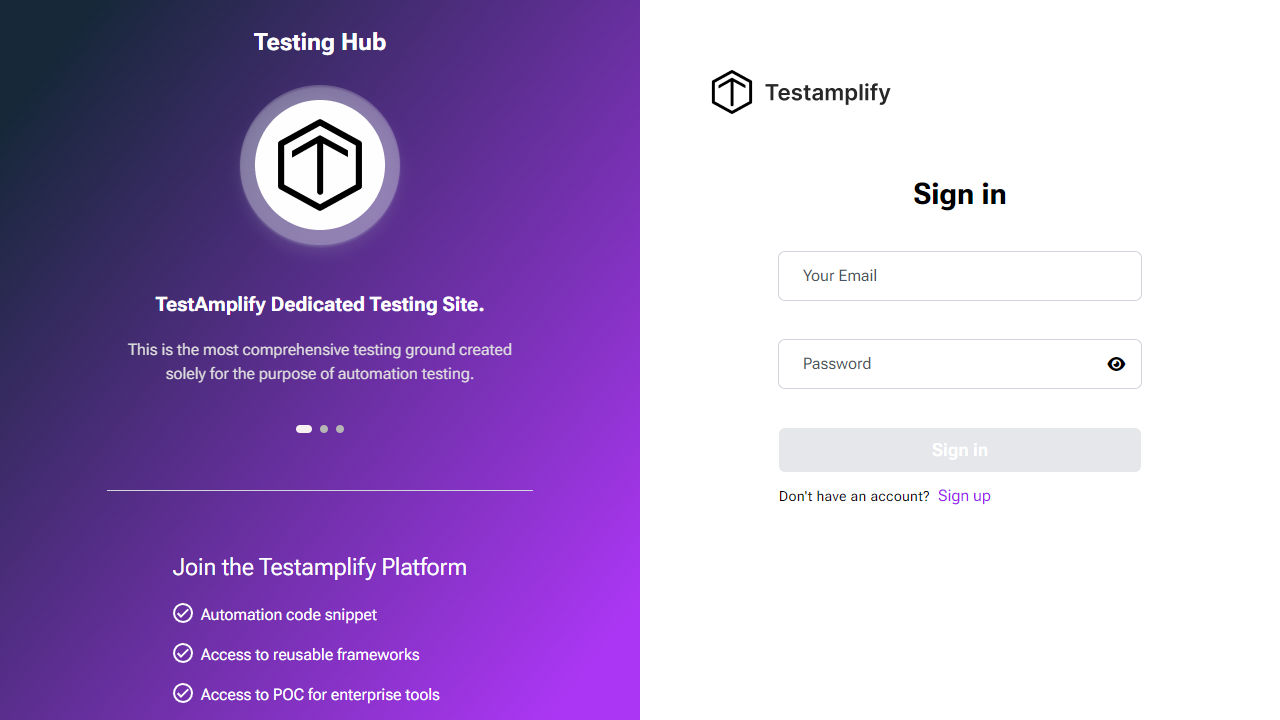 Testing Hub
TestAmplify Dedicated Testing Site.
This is the most comprehensive testing ground created
solely for the purpose of automation testing.
Join the Testamplify Platform
Automation code snippet
Access to reusable frameworks
Access to POC for enterprise tools
Testamplify
Sign in
Your Email
Password
Sign in
Don't have an account? Sign up